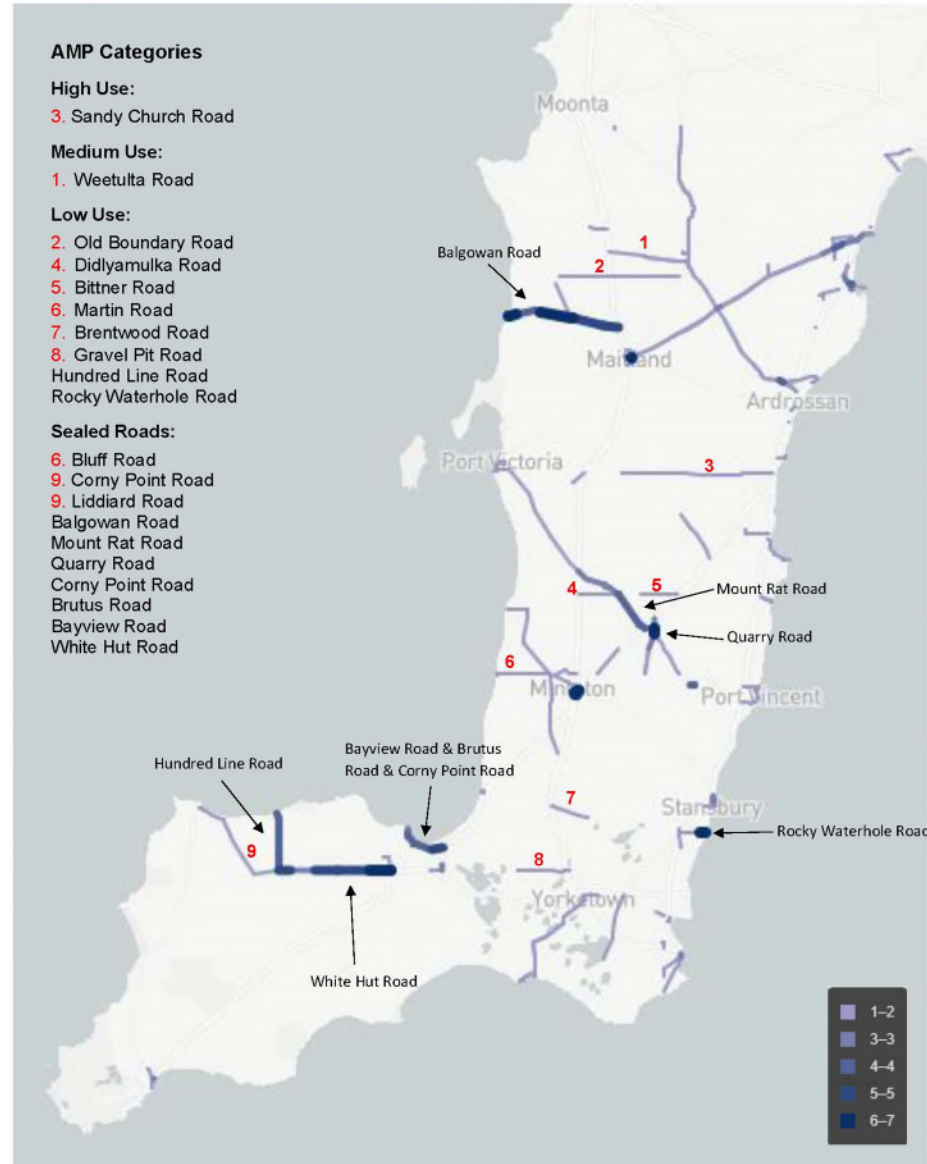 AMP Categories
High Use:
3. Sandy Church Road
Medium Use:
1. Weetulta Road
Low Use:
2. Old Boundary Road
4. Didlyamulka Road
5. Bittner Road
6. Martin Road
7. Brentwood Road
8. Gravel Pit Road
Hundred Line Road
Rocky Waterhole Road
Sealed Roads:
6. Bluff Road
9. Corny Point Road
9. Liddiard Road
Balgowan Road
Mount Rat Road
Quarry Road
Corny Point Road
Brutus Road
Bayview Road
White Hut Road
Moonta
1
Balgowan Road
2
Maitland
Ardrossan
Port Victoria
3
4
5
Mount Rat Road
Quarry Road
6
Minlaton
Port Vincent
Bayview Road & Brutus
Road & Corny Point Road
Hundred Line Road
7
Stansbury
Rocky Waterhole Road
9
8
Yorketown
White Hut Road
1–2
3–3
4–4
5–5
6–7